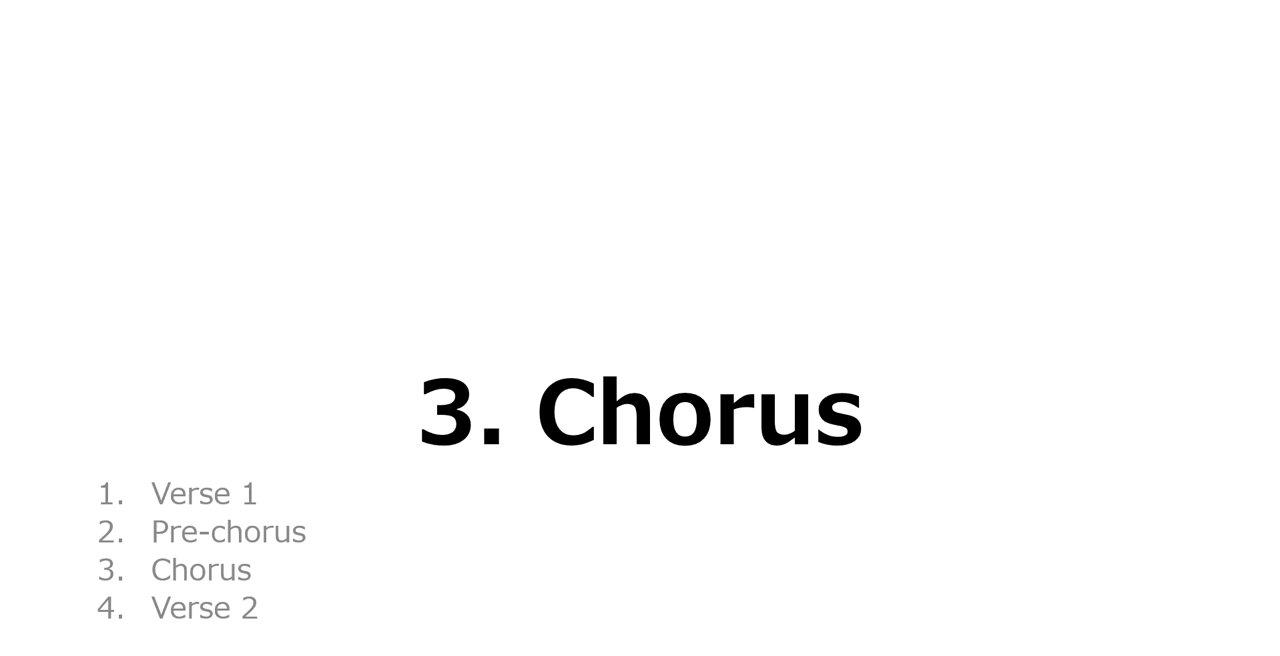 3. Chorus
1. Verse 1
2. Pre-chorus
3. Chorus
4. Verse 2